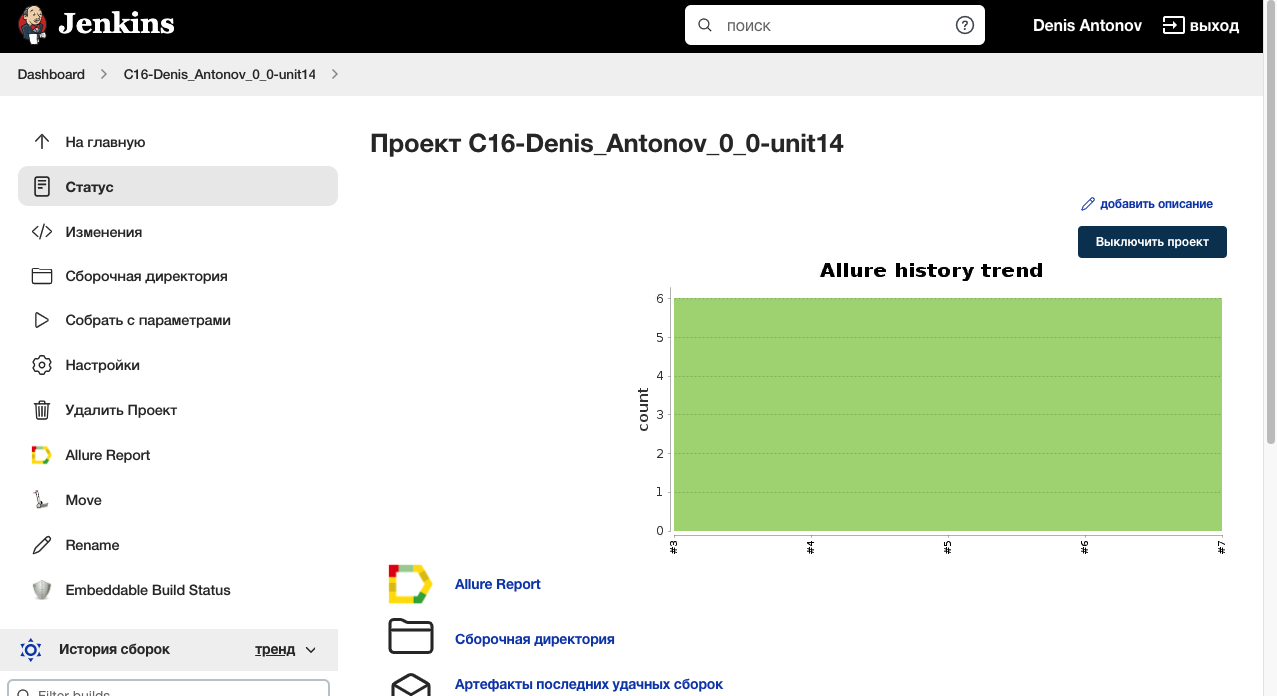 Jenkins
поиск
Denis Antonov
выход
Dashboard
C16-Denis_Antonov_0_0-unit14
На главную
Статус
Изменения
Сборочная директория
Собрать с параметрами
Настройки
Удалить Проект
Allure Report
Move
Rename
Embeddable Build Status
История сборок
тренд
Filter builds
Проект C16-Denis_Antonov_0_0-unit14
добавить описание
Выключить проект
Allure history trend
count
6
5
4
3
2
1
0
#3
#4
#5
#6
#7
Allure Report
Сборочная директория
Артефакты последних удачных сборок